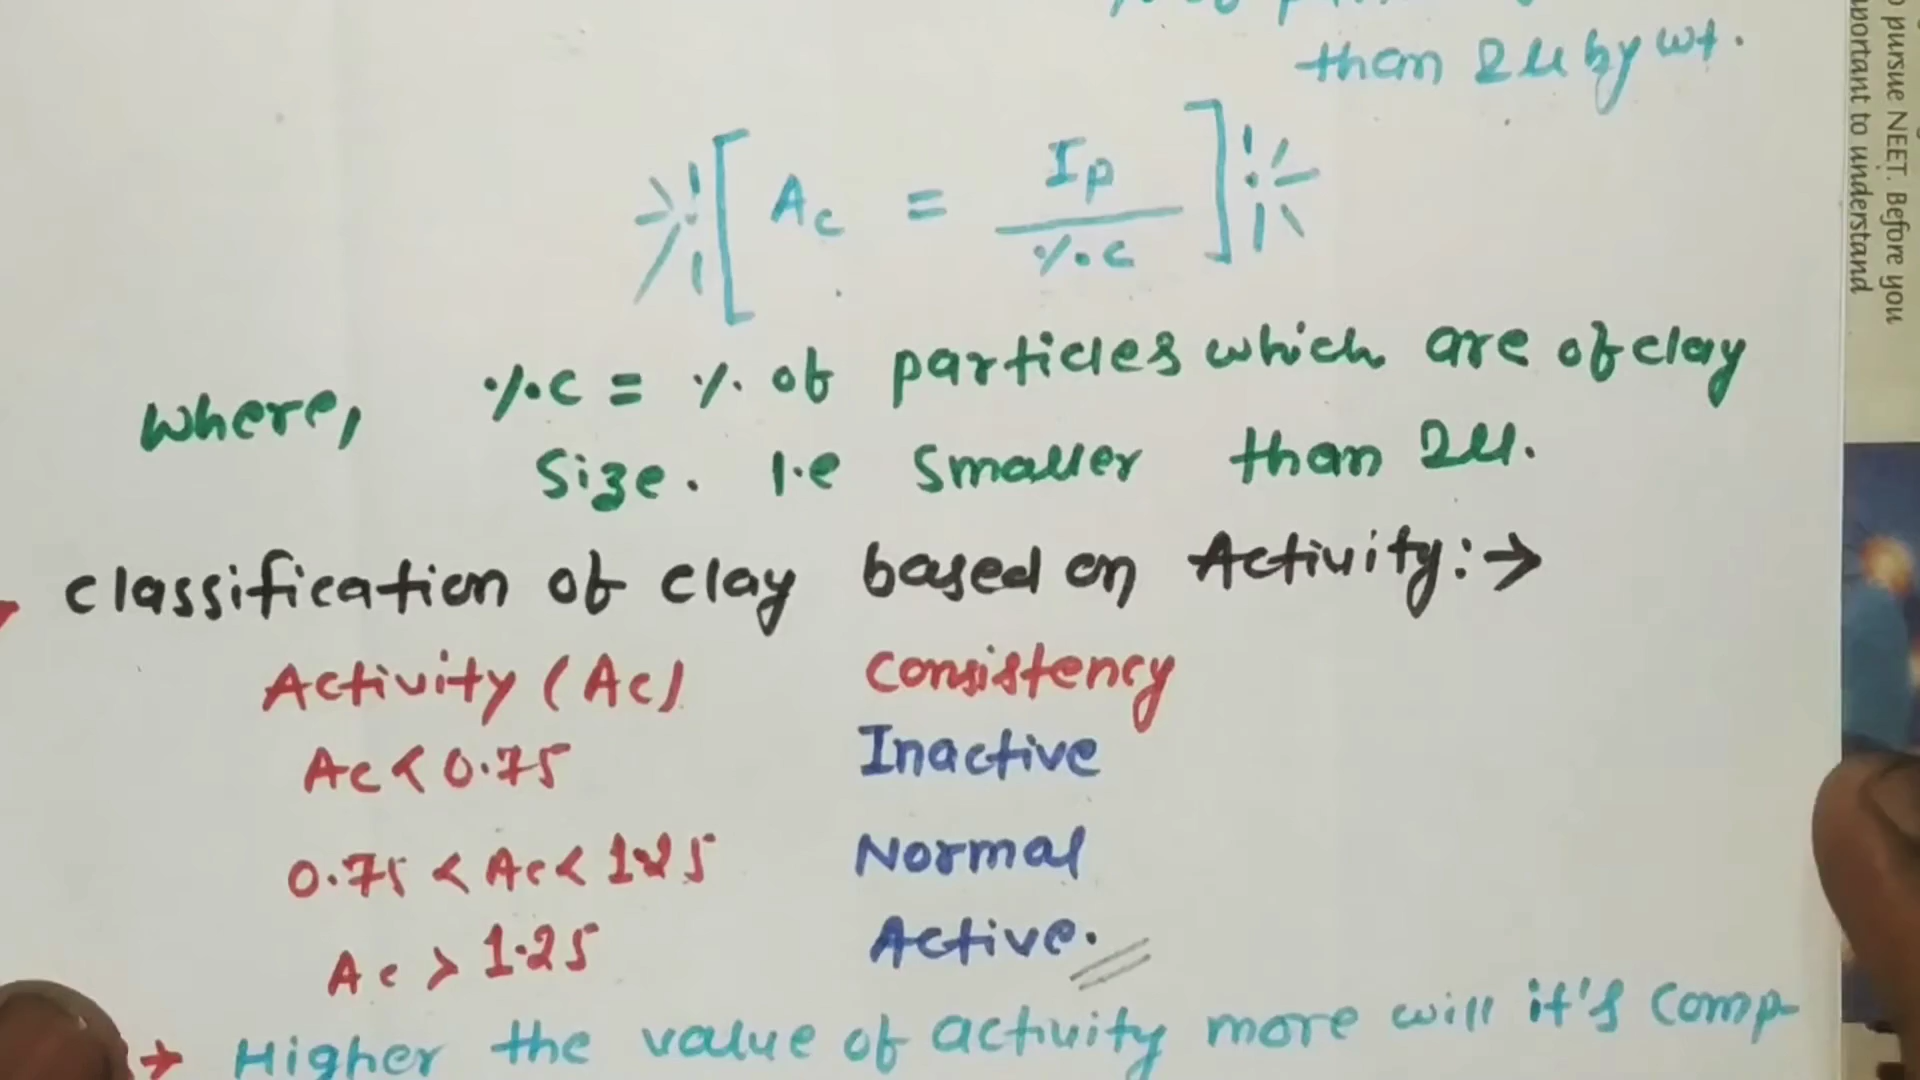 than 2μ by wt.
[ Ac = Ip / %C ]
where, %C = % of particles which are of clay
Size. I.e Smaller than 2μ.
Classification of clay based on Activity:→
Activity (Ac) Consistency
Ac < 0.75 Inactive
0.75 < Ac < 1.25 Normal
Ac > 1.25 Active.
→ Higher the value of activity more will it's Comp-
pursue NEET. Before you
portant to understand